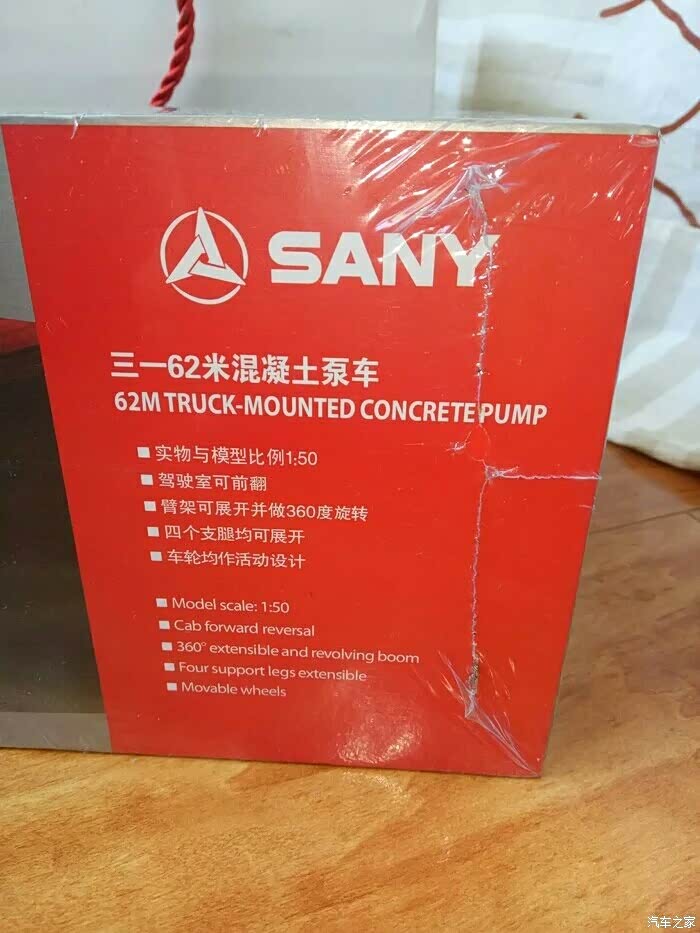 SANY
三一62米混凝土泵车
62M TRUCK-MOUNTED CONCRETE PUMP
■ 实物与模型比例1:50
■ 驾驶室可前翻
■ 臂架可展开并做360度旋转
■ 四个支腿均可展开
■ 车轮均作活动设计
■ Model scale: 1:50
■ Cab forward reversal
■ 360° extensible and revolving boom
■ Four support legs extensible
■ Movable wheels
汽车之家